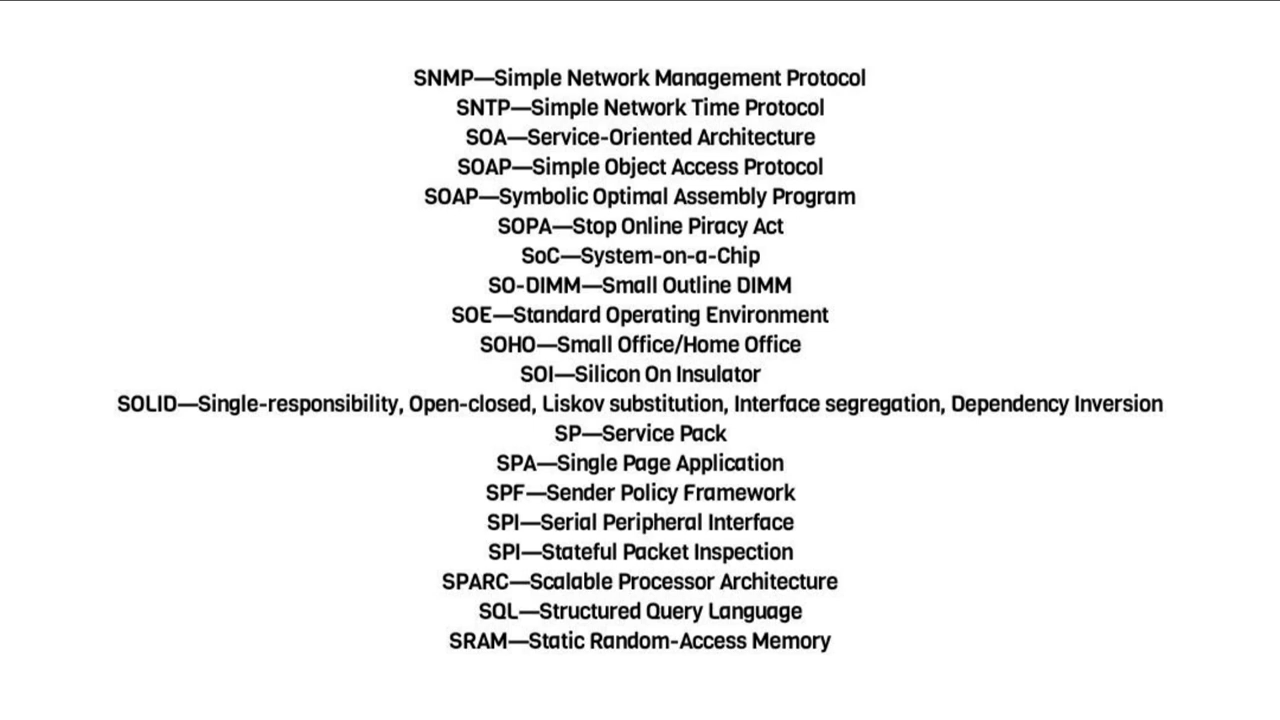 SNMP—Simple Network Management Protocol
SNTP—Simple Network Time Protocol
SOA—Service-Oriented Architecture
SOAP—Simple Object Access Protocol
SOAP—Symbolic Optimal Assembly Program
SOPA—Stop Online Piracy Act
SoC—System-on-a-Chip
SO-DIMM—Small Outline DIMM
SOE—Standard Operating Environment
SOHO—Small Office/Home Office
SOI—Silicon On Insulator
SOLID—Single-responsibility, Open-closed, Liskov substitution, Interface segregation, Dependency Inversion
SP—Service Pack
SPA—Single Page Application
SPF—Sender Policy Framework
SPI—Serial Peripheral Interface
SPI—Stateful Packet Inspection
SPARC—Scalable Processor Architecture
SQL—Structured Query Language
SRAM—Static Random-Access Memory